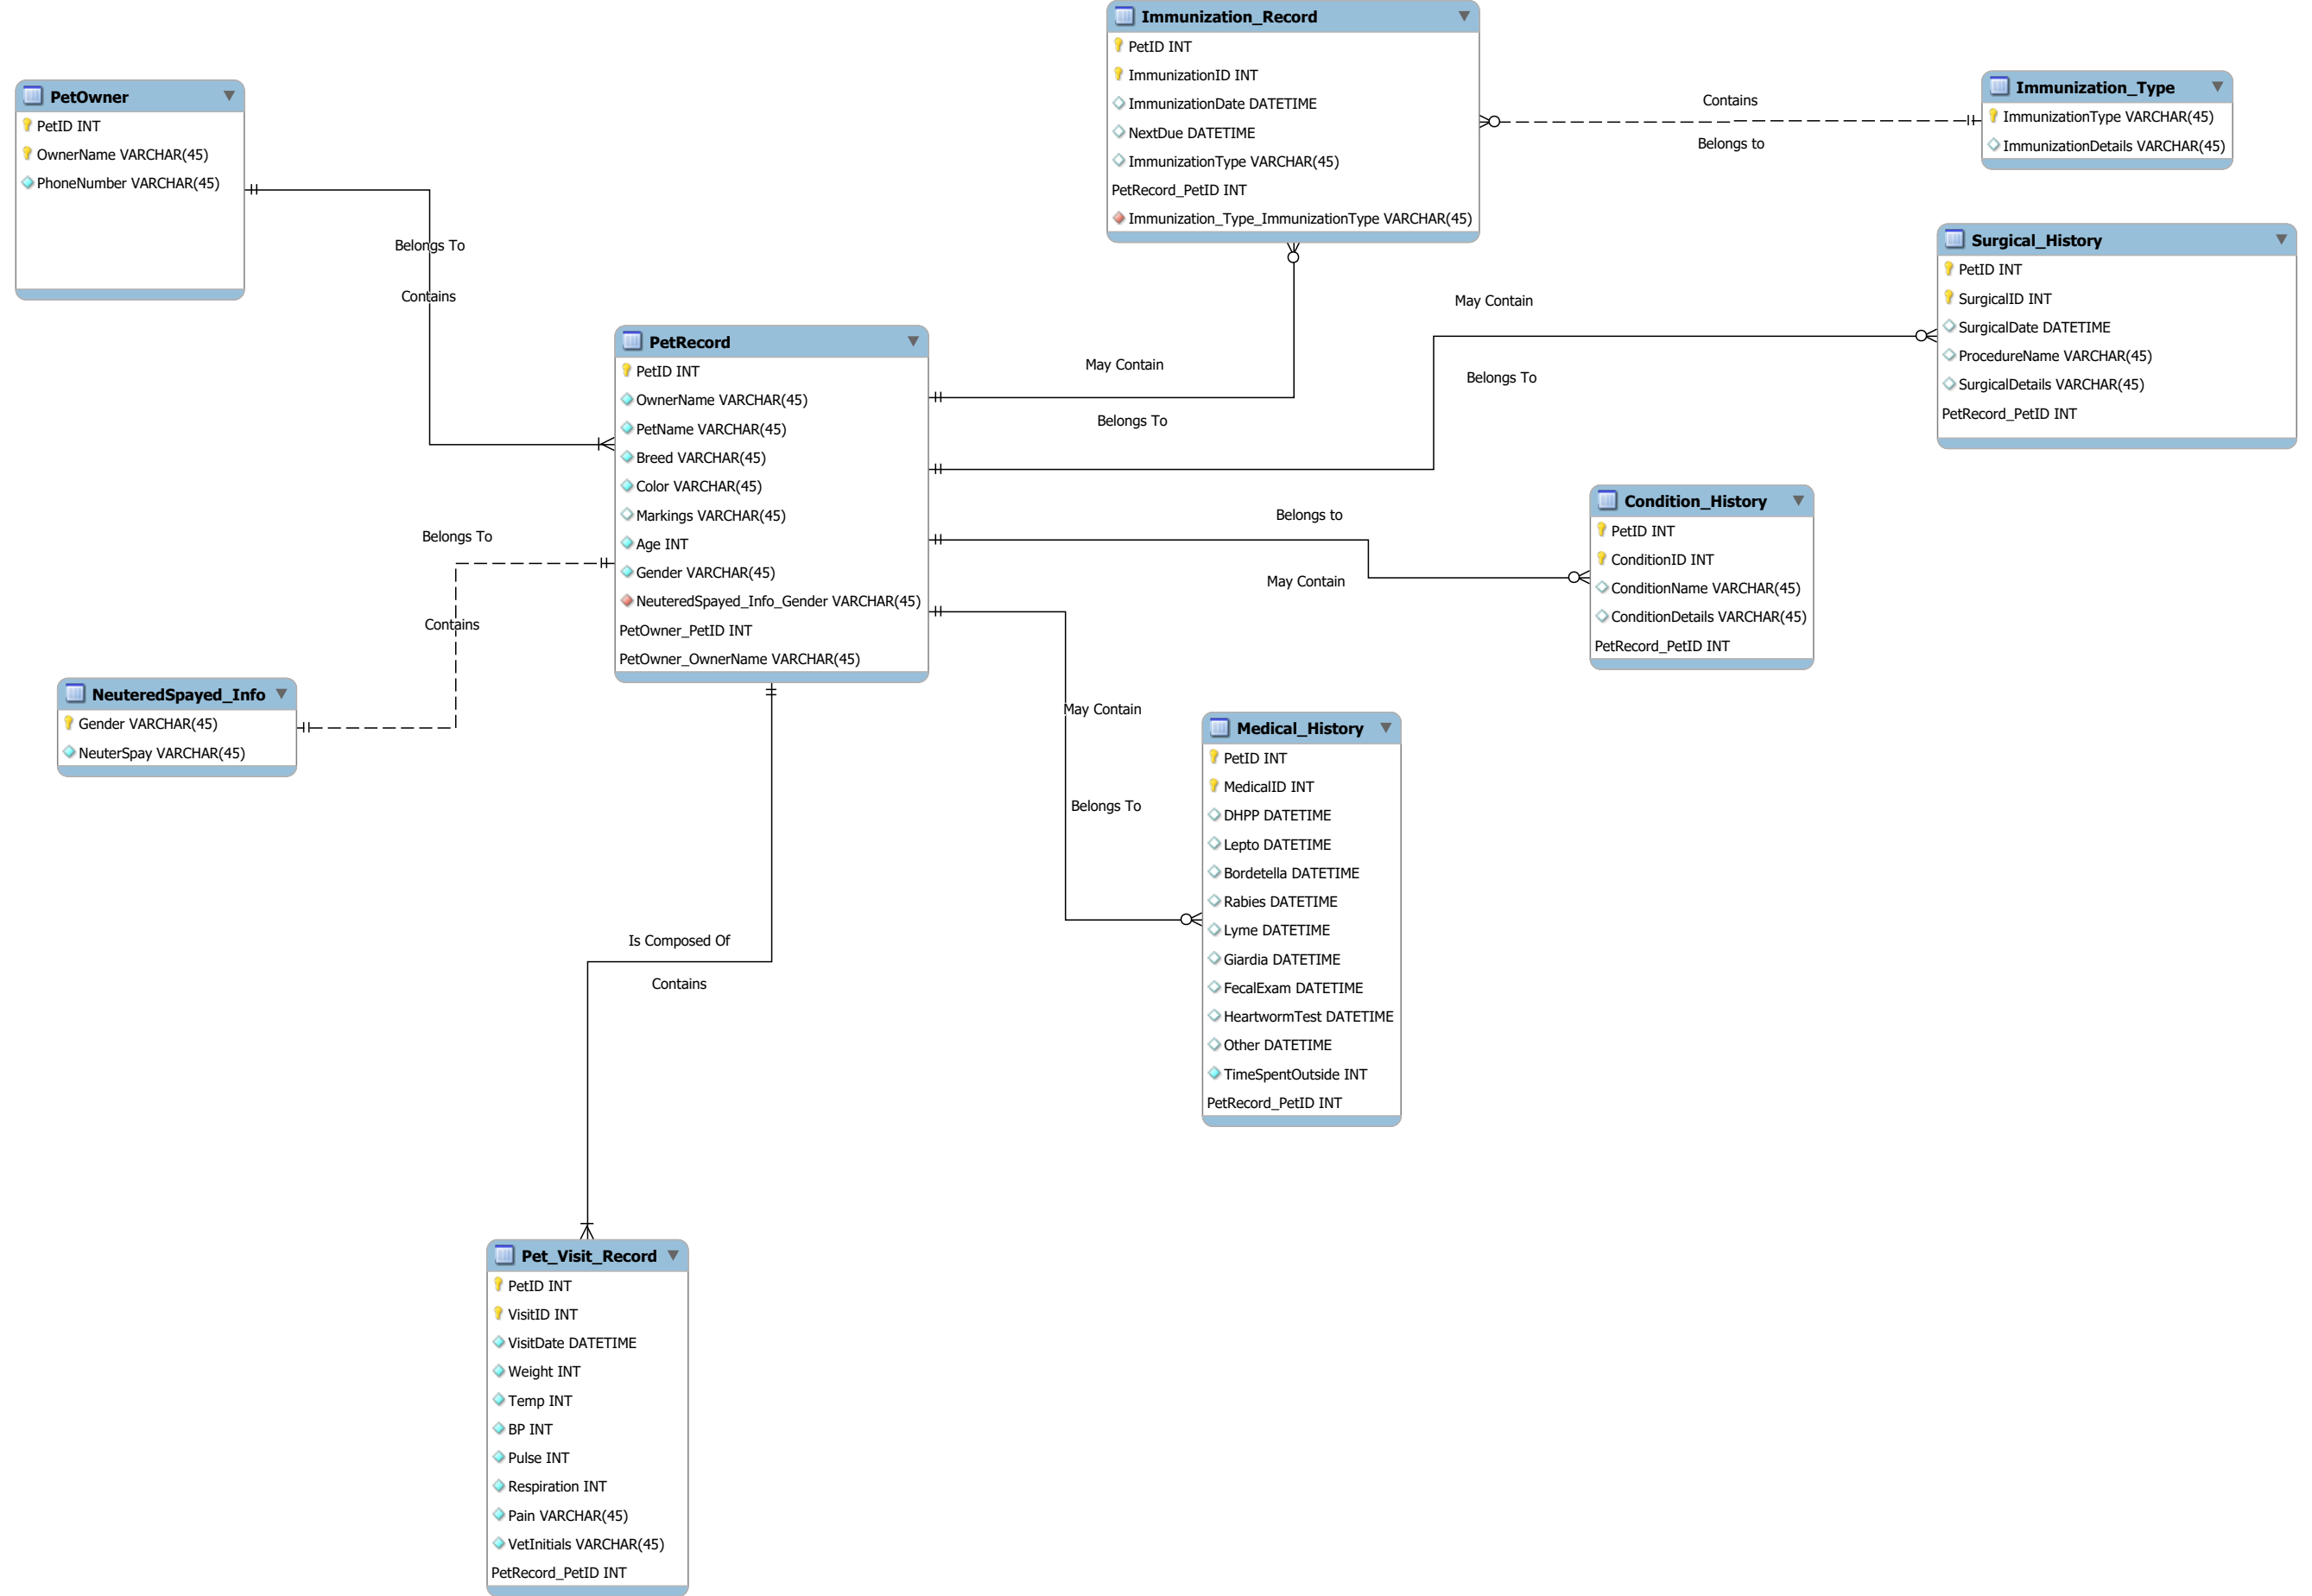 PetOwner
PetID INT
OwnerName VARCHAR(45)
PhoneNumber VARCHAR(45)
Belongs To
Contains
Immunization_Record
PetID INT
ImmunizationID INT
ImmunizationDate DATETIME
NextDue DATETIME
ImmunizationType VARCHAR(45)
PetRecord_PetID INT
Immunization_Type_ImmunizationType VARCHAR(45)
Contains
Belongs to
Immunization_Type
ImmunizationType VARCHAR(45)
ImmunizationDetails VARCHAR(45)
Surgical_History
PetID INT
SurgicalID INT
SurgicalDate DATETIME
ProcedureName VARCHAR(45)
SurgicalDetails VARCHAR(45)
PetRecord_PetID INT
May Contain
Belongs To
PetRecord
PetID INT
OwnerName VARCHAR(45)
PetName VARCHAR(45)
Breed VARCHAR(45)
Color VARCHAR(45)
Markings VARCHAR(45)
Age INT
Gender VARCHAR(45)
NeuteredSpayed_Info_Gender VARCHAR(45)
PetOwner_PetID INT
PetOwner_OwnerName VARCHAR(45)
May Contain
Belongs To
Belongs to
May Contain
Condition_History
PetID INT
ConditionID INT
ConditionName VARCHAR(45)
ConditionDetails VARCHAR(45)
PetRecord_PetID INT
Belongs To
Contains
NeuteredSpayed_Info
Gender VARCHAR(45)
NeuterSpay VARCHAR(45)
May Contain
Belongs To
Medical_History
PetID INT
MedicalID INT
DHPP DATETIME
Lepto DATETIME
Bordetella DATETIME
Rabies DATETIME
Lyme DATETIME
Giardia DATETIME
FecalExam DATETIME
HeartwormTest DATETIME
Other DATETIME
TimeSpentOutside INT
PetRecord_PetID INT
Is Composed Of
Contains
Pet_Visit_Record
PetID INT
VisitID INT
VisitDate DATETIME
Weight INT
Temp INT
BP INT
Pulse INT
Respiration INT
Pain VARCHAR(45)
VetInitials VARCHAR(45)
PetRecord_PetID INT